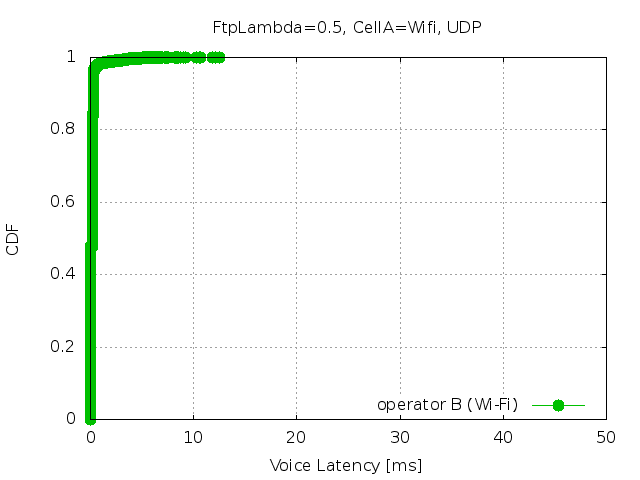 FtpLambda=0.5, CellA=Wifi, UDP
1
0.8
0.6
0.4
0.2
0
CDF
operator B (Wi-Fi)
0 10 20 30 40 50
Voice Latency [ms]